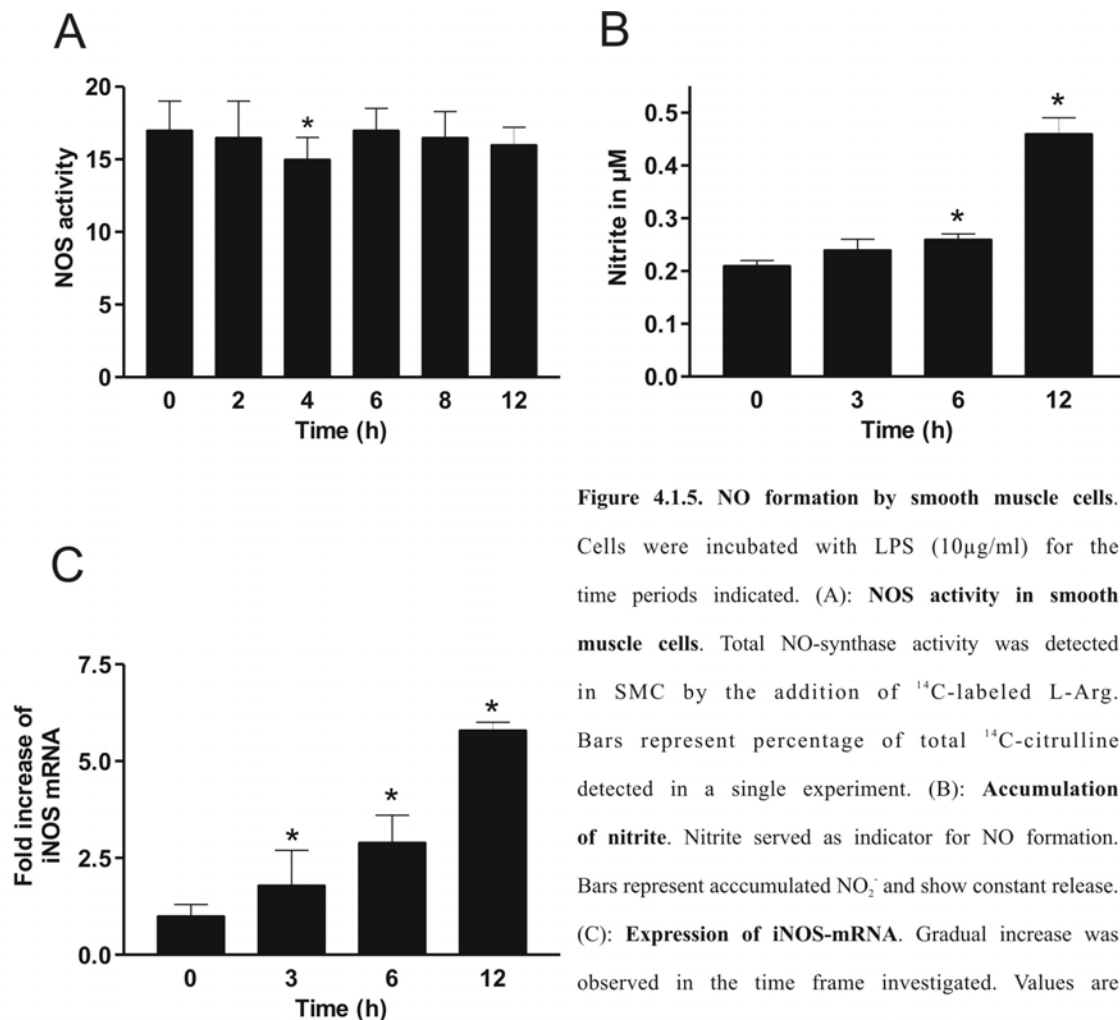 A
20
15
10
5
0
NOS activity
*
0 2 4 6 8 12
Time (h)
B
0.5
0.4
0.3
0.2
0.1
0.0
Nitrite in µM
*
*
0 3 6 12
Time (h)
C
7.5
5.0
2.5
0.0
Fold increase of
iNOS mRNA
*
*
*
0 3 6 12
Time (h)
Figure 4.1.5. NO formation by smooth muscle cells.
Cells were incubated with LPS (10µg/ml) for the
time periods indicated. (A): NOS activity in smooth
muscle cells. Total NO-synthase activity was detected
in SMC by the addition of ¹⁴C-labeled L-Arg.
Bars represent percentage of total ¹⁴C-citrulline
detected in a single experiment. (B): Accumulation
of nitrite. Nitrite served as indicator for NO formation.
Bars represent acccumulated NO₂⁻ and show constant release.
(C): Expression of iNOS-mRNA. Gradual increase was
observed in the time frame investigated. Values are